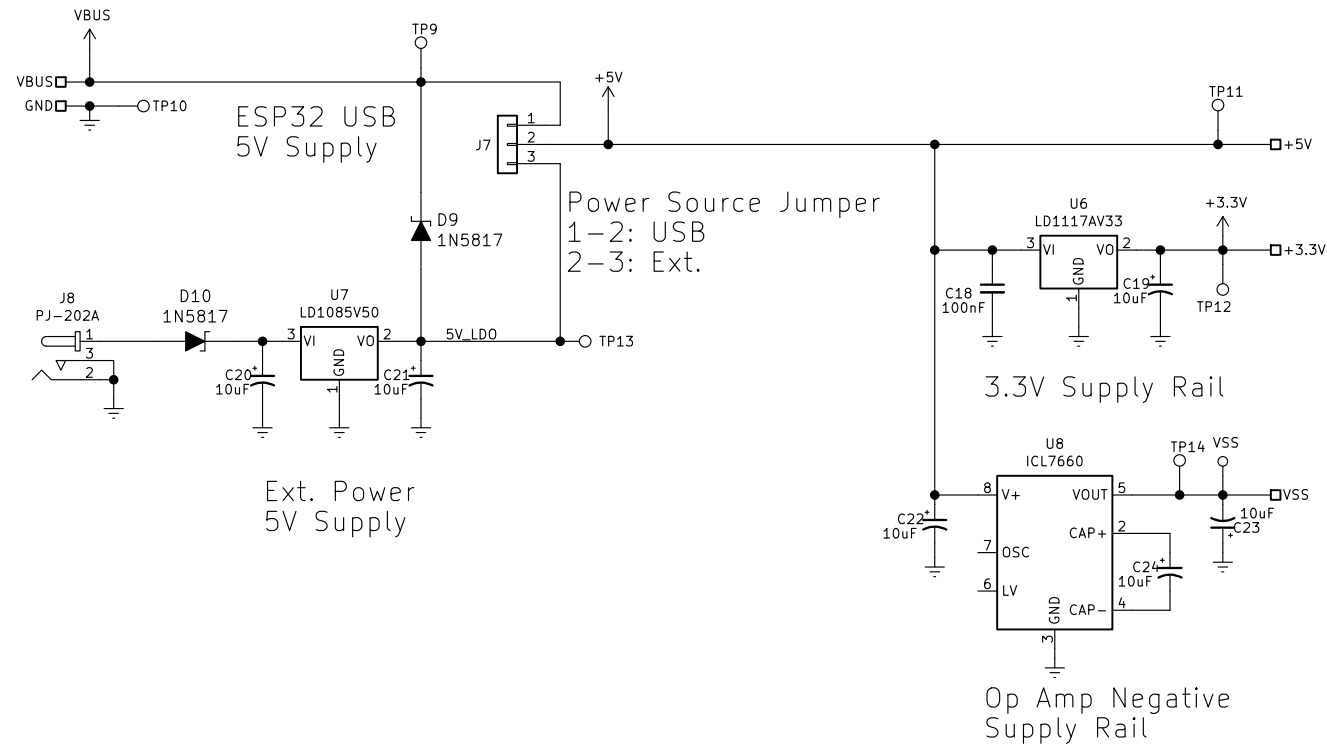 VBUS
TP9
VBUS
GND
TP10
ESP32 USB
5V Supply
+5V
TP11
+5V
J7
1
2
3
Power Source Jumper
1-2: USB
2-3: Ext.
D9
1N5817
U6
LD1117AV33
3
VI
VO
2
GND
1
+3.3V
+3.3V
TP12
C18
100nF
C19
+
10uF
3.3V Supply Rail
J8
PJ-202A
1
3
2
D10
1N5817
U7
LD1085V50
3
VI
VO
2
GND
1
5V_LDO
TP13
C20
+
10uF
C21
+
10uF
Ext. Power
5V Supply
U8
ICL7660
8
V+
VOUT
5
7
OSC
6
LV
CAP+
2
CAP-
4
GND
3
TP14
VSS
VSS
C22
+
10uF
10uF
C23
+
C24
+
10uF
Op Amp Negative
Supply Rail